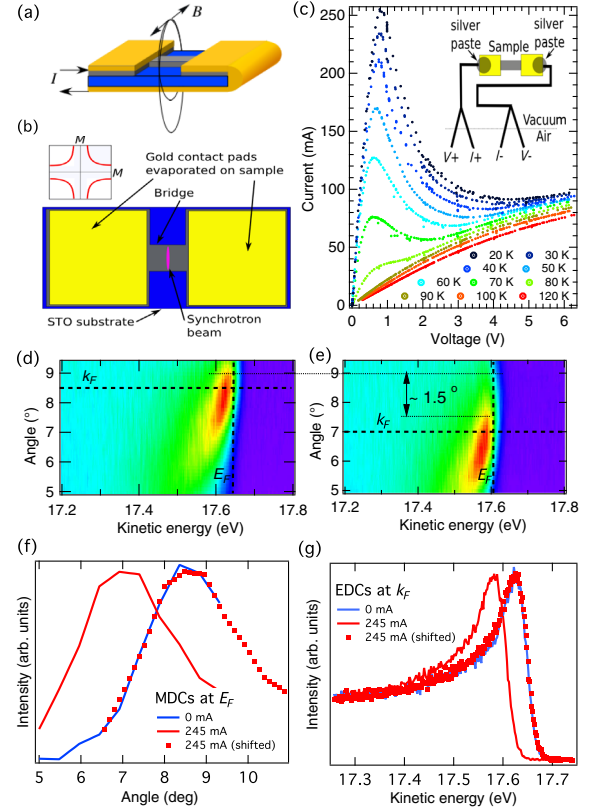 (a)
B
I
(b)
M
M
Gold contact pads
evaporated on sample
Bridge
STO substrate
Synchrotron
beam
(c)
250
200
150
100
50
0
Current (mA)
0
1
2
3
4
5
6
Voltage (V)
silver
paste
Sample
silver
paste
Vacuum
Air
V+
I+
I-
V-
20 K
30 K
40 K
50 K
60 K
70 K
80 K
90 K
100 K
120 K
(d)
9
8
7
6
5
Angle (°)
kF
EF
17.2
17.4
17.6
17.8
Kinetic energy (eV)
(e)
9
8
7
6
5
Angle (°)
~ 1.5 °
kF
EF
17.2
17.4
17.6
17.8
Kinetic energy (eV)
(f)
Intensity (arb. units)
MDCs at EF
0 mA
245 mA
245 mA (shifted)
5
6
7
8
9
10
Angle (deg)
(g)
Intensity (arb. units)
EDCs at kF
0 mA
245 mA
245 mA (shifted)
17.3
17.4
17.5
17.6
17.7
Kinetic energy (eV)